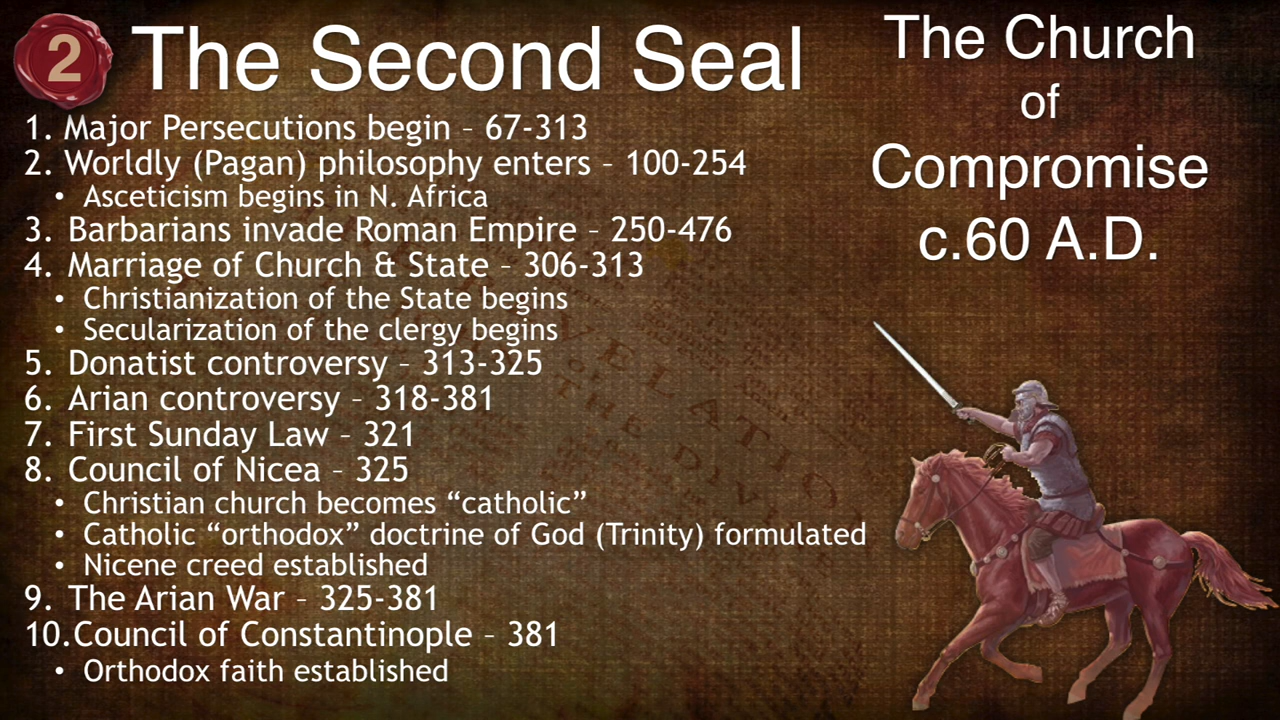 2
The Second Seal
The Church
of
Compromise
c.60 A.D.
1. Major Persecutions begin – 67-313
2. Worldly (Pagan) philosophy enters – 100-254
• Asceticism begins in N. Africa
3. Barbarians invade Roman Empire – 250-476
4. Marriage of Church & State – 306-313
• Christianization of the State begins
• Secularization of the clergy begins
5. Donatist controversy – 313-325
6. Arian controversy – 318-381
7. First Sunday Law – 321
8. Council of Nicea – 325
• Christian church becomes “catholic”
• Catholic “orthodox” doctrine of God (Trinity) formulated
• Nicene creed established
9. The Arian War – 325-381
10.Council of Constantinople – 381
• Orthodox faith established